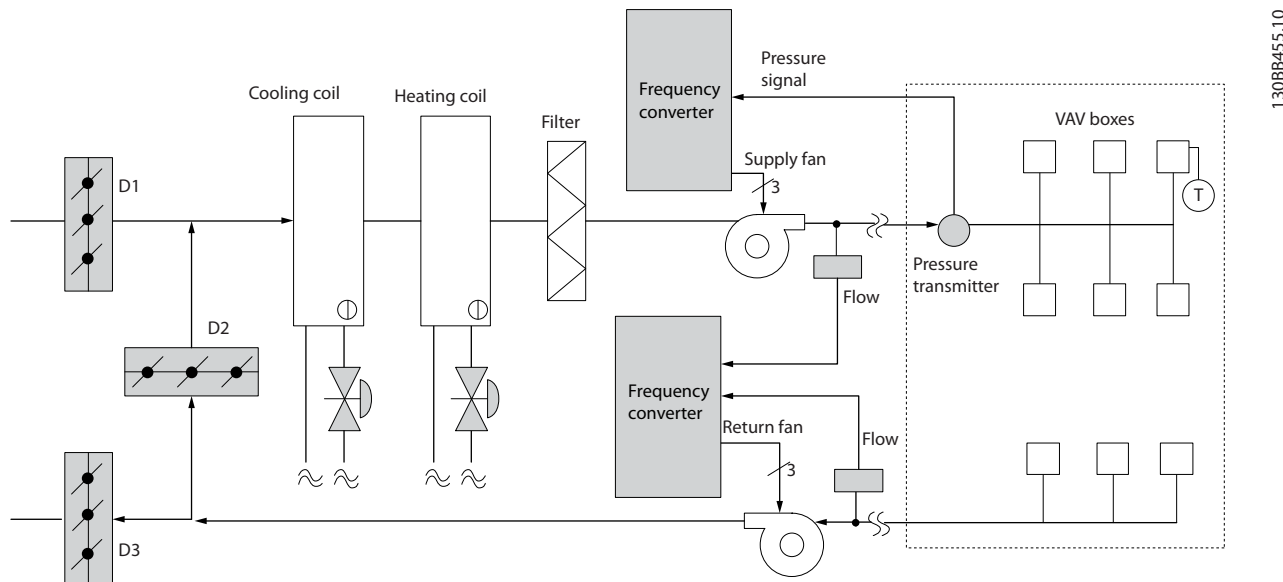 130BB455.10
Cooling coil
Heating coil
Filter
Frequency
converter
Pressure
signal
VAV boxes
D1
Supply fan
3
T
Pressure
transmitter
Flow
D2
Frequency
converter
Return fan
3
Flow
D3